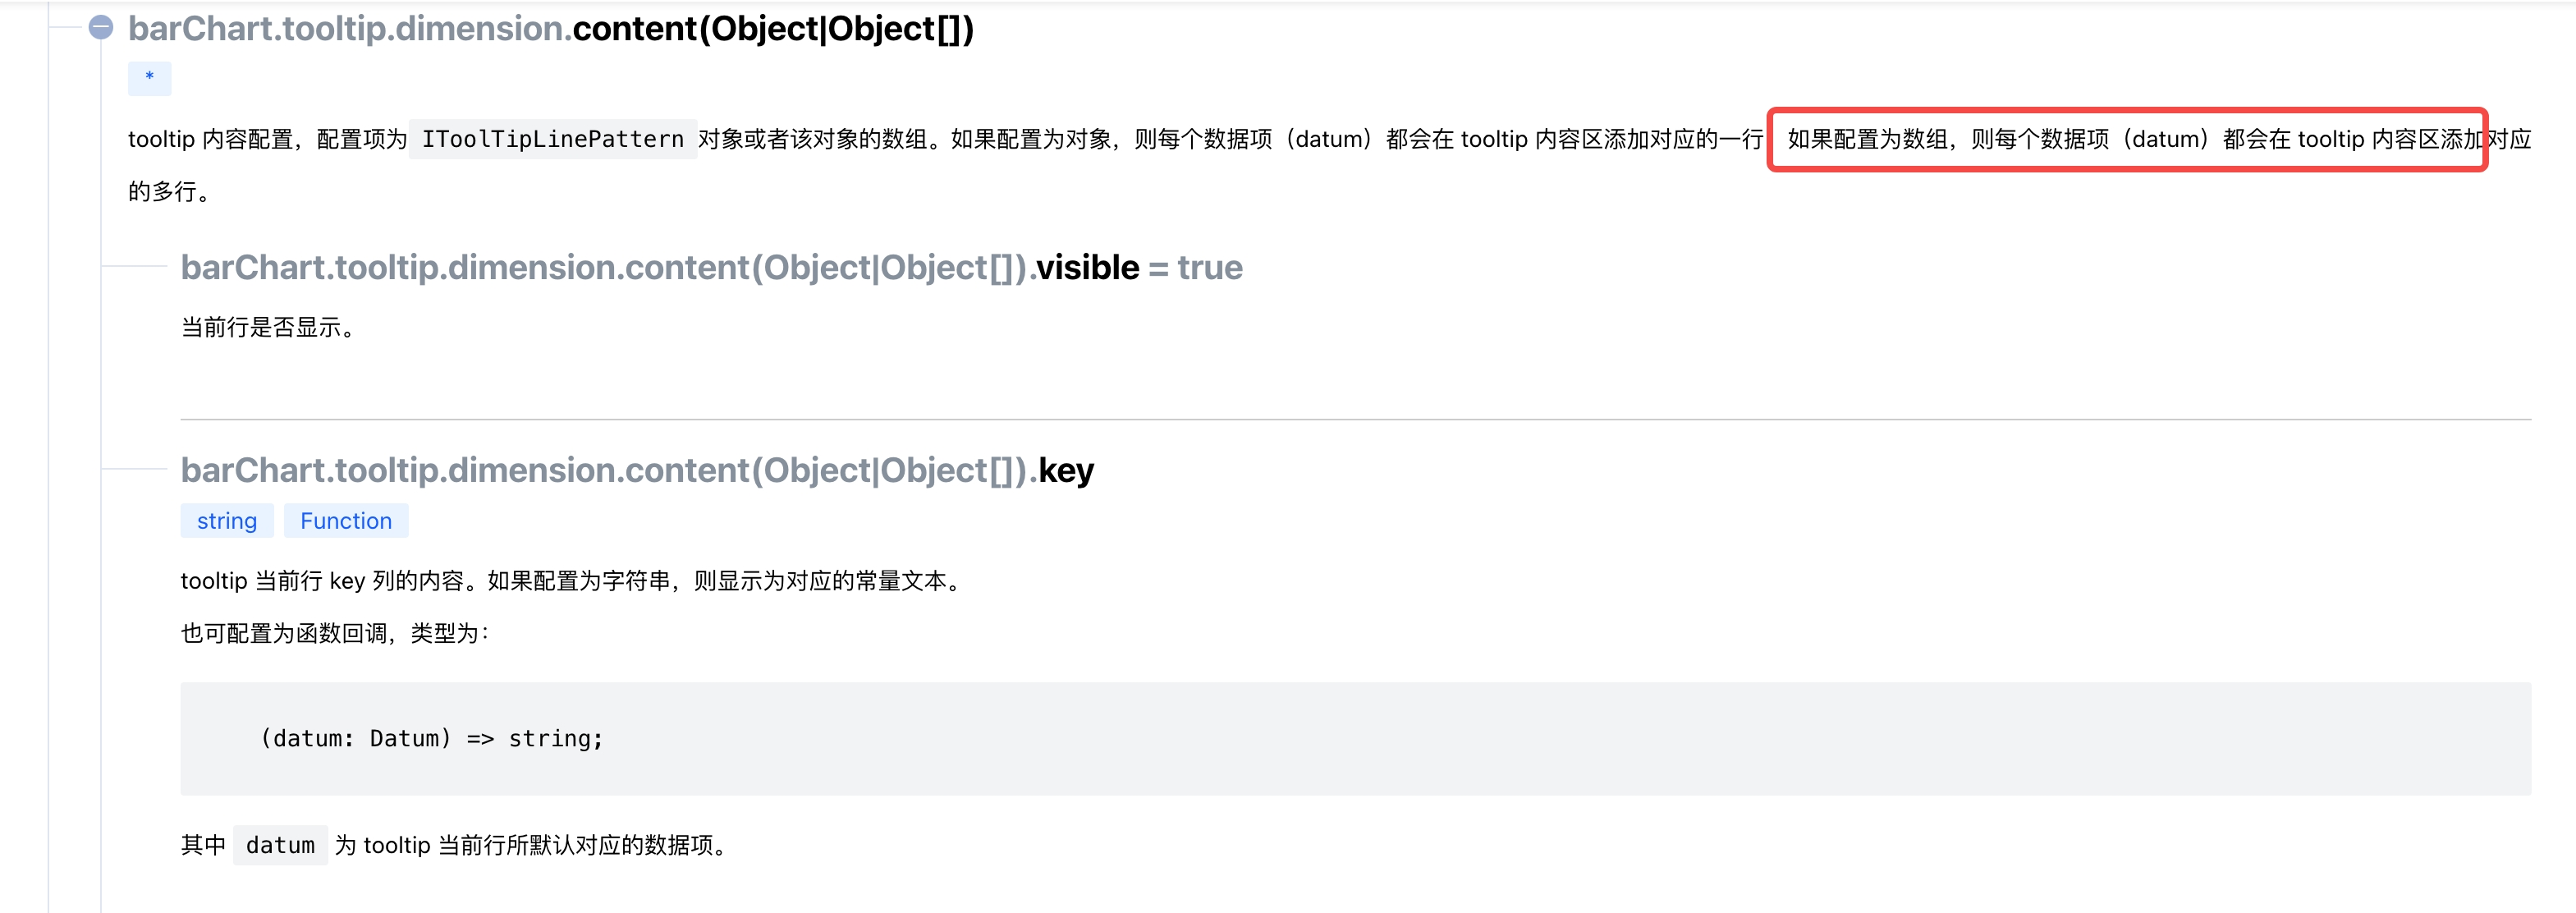 barChart.tooltip.dimension.content(Object|Object[])
*
tooltip 内容配置，配置项为 IToolTipLinePattern 对象或者该对象的数组。如果配置为对象，则每个数据项（datum）都会在 tooltip 内容区添加对应的一行 如果配置为数组，则每个数据项（datum）都会在 tooltip 内容区添加对应
的多行。
barChart.tooltip.dimension.content(Object|Object[]).visible = true
当前行是否显示。
barChart.tooltip.dimension.content(Object|Object[]).key
string Function
tooltip 当前行 key 列的内容。如果配置为字符串，则显示为对应的常量文本。
也可配置为函数回调，类型为：
(datum: Datum) => string;
其中 datum 为 tooltip 当前行所默认对应的数据项。